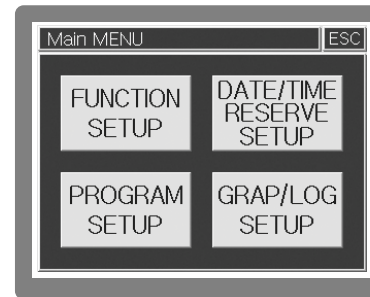 Main MENU ESC
FUNCTION
SETUP
DATE/TIME
RESERVE
SETUP
PROGRAM
SETUP
GRAP/LOG
SETUP